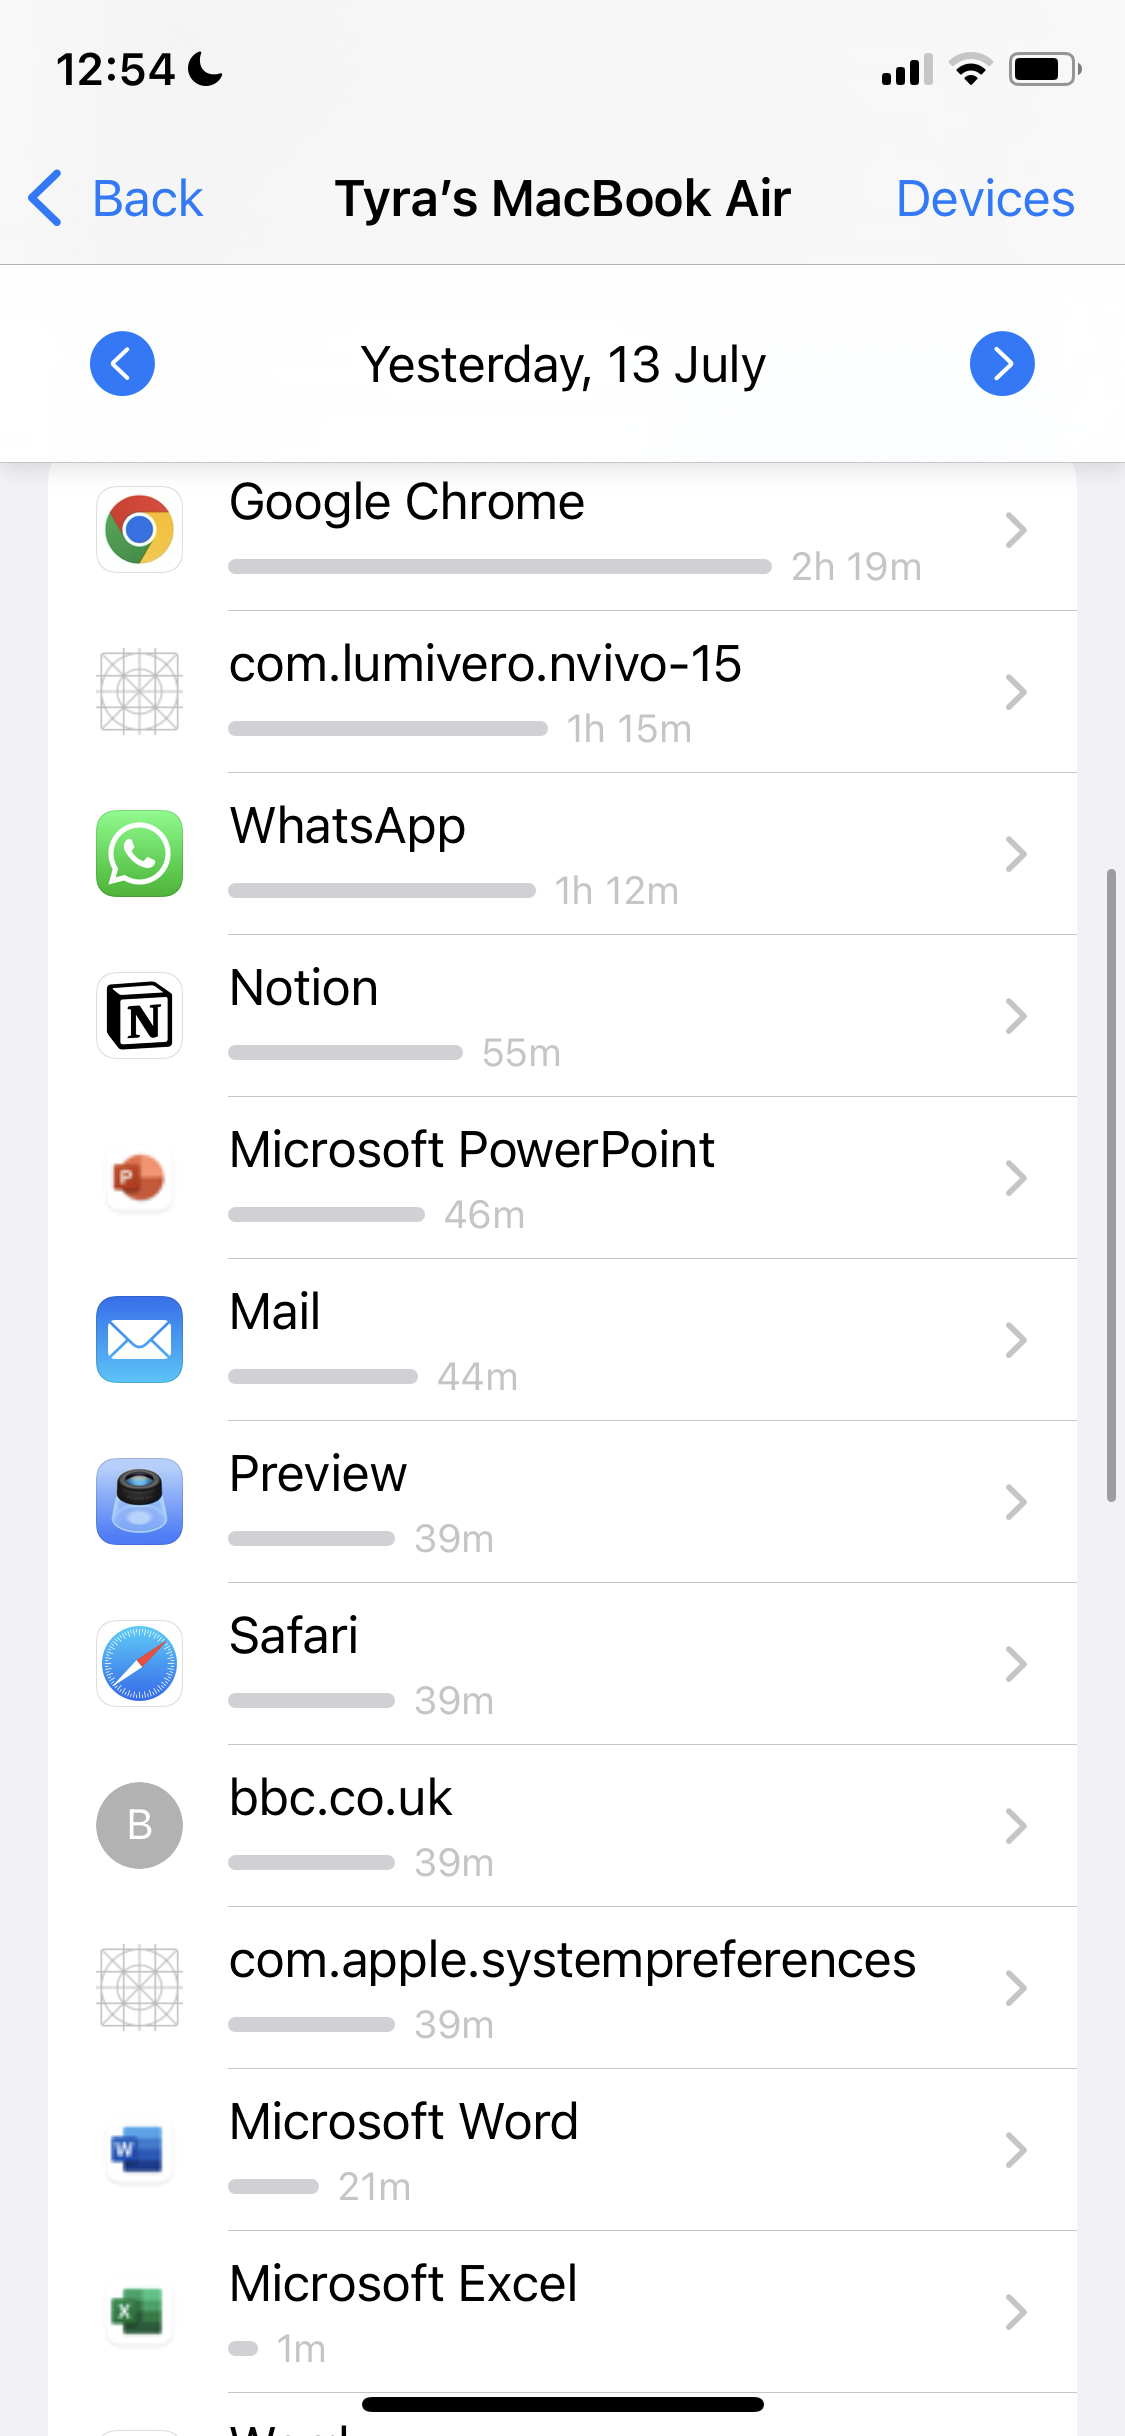 12:54
Back Tyra’s MacBook Air Devices
Yesterday, 13 July
Google Chrome
2h 19m
com.lumivero.nvivo-15
1h 15m
WhatsApp
1h 12m
N
Notion
55m
P
Microsoft PowerPoint
46m
Mail
44m
Preview
39m
Safari
39m
B
bbc.co.uk
39m
com.apple.systempreferences
39m
W
Microsoft Word
21m
X
Microsoft Excel
1m